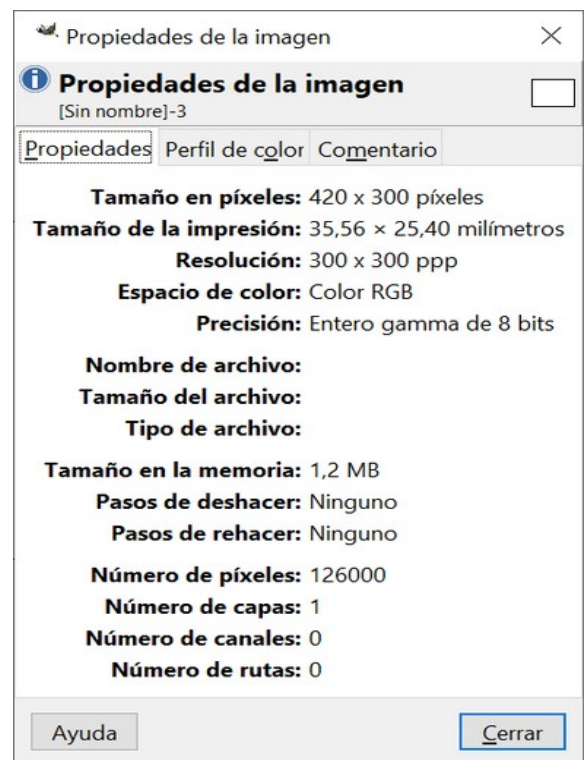 Propiedades de la imagen
Propiedades de la imagen
[Sin nombre]-3
Propiedades Perfil de color Comentario
Tamaño en píxeles: 420 x 300 píxeles
Tamaño de la impresión: 35,56 × 25,40 milímetros
Resolución: 300 x 300 ppp
Espacio de color: Color RGB
Precisión: Entero gamma de 8 bits
Nombre de archivo:
Tamaño del archivo:
Tipo de archivo:
Tamaño en la memoria: 1,2 MB
Pasos de deshacer: Ninguno
Pasos de rehacer: Ninguno
Número de píxeles: 126000
Número de capas: 1
Número de canales: 0
Número de rutas: 0
Ayuda Cerrar